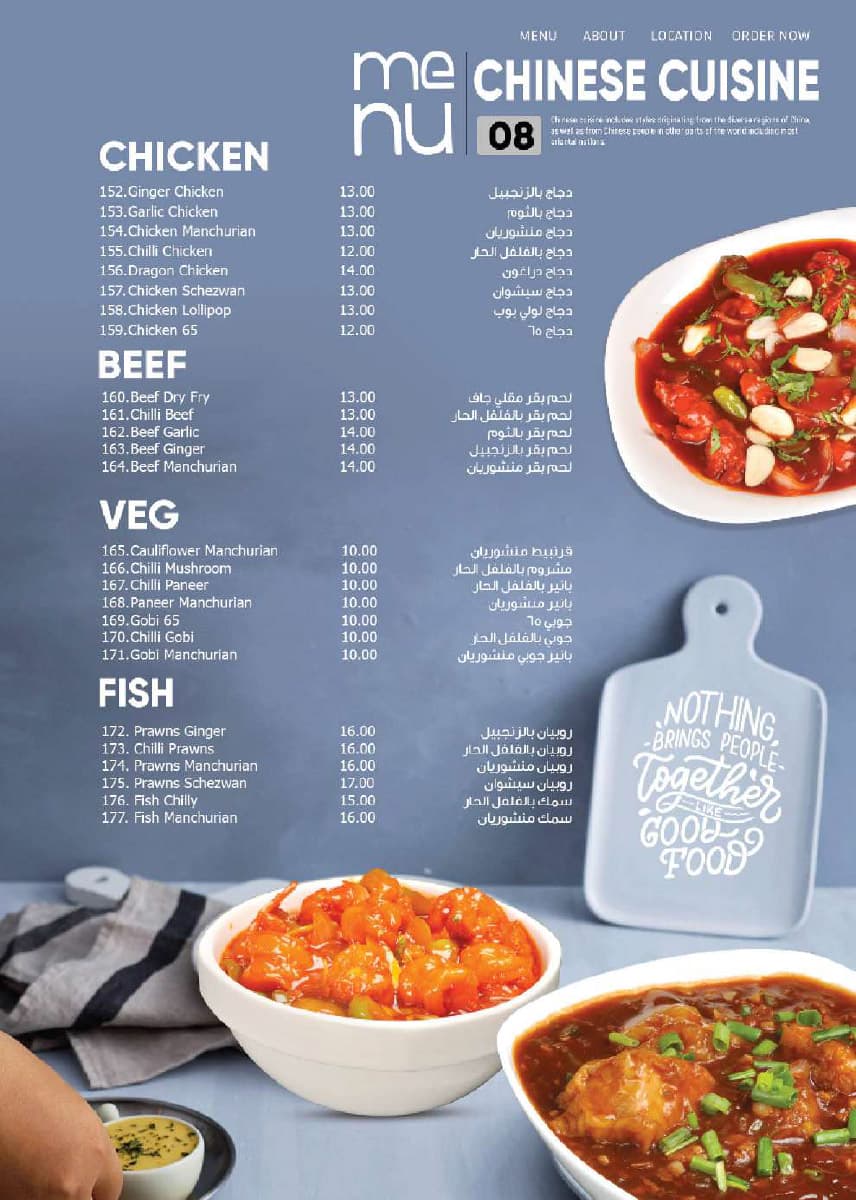 MENU ABOUT LOCATION ORDER NOW
me
nu
CHINESE CUISINE
08
Chinese cuisine includes styles originating from the diverse regions of China,
as well as from Chinese people in other parts of the world including most
oriental nations.
CHICKEN
152.Ginger Chicken 13.00 دجاج بالزنجبيل
153.Garlic Chicken 13.00 دجاج بالثوم
154.Chicken Manchurian 13.00 دجاج منشوريان
155.Chilli Chicken 12.00 دجاج بالفلفل الحار
156.Dragon Chicken 14.00 دجاج دراغون
157.Chicken Schezwan 13.00 دجاج سيشوان
158.Chicken Lollipop 13.00 دجاج لولي بوب
159.Chicken 65 12.00 دجاج ٦٥
BEEF
160.Beef Dry Fry 13.00 لحم بقر مقلي جاف
161.Chilli Beef 13.00 لحم بقر بالفلفل الحار
162.Beef Garlic 14.00 لحم بقر بالثوم
163.Beef Ginger 14.00 لحم بقر بالزنجبيل
164.Beef Manchurian 14.00 لحم بقر منشوريان
VEG
165.Cauliflower Manchurian 10.00 قرنبيط منشوريان
166.Chilli Mushroom 10.00 مشروم بالفلفل الحار
167.Chilli Paneer 10.00 بانير بالفلفل الحار
168.Paneer Manchurian 10.00 بانير منشوريان
169.Gobi 65 10.00 جوبي ٦٥
170.Chilli Gobi 10.00 جوبي بالفلفل الحار
171.Gobi Manchurian 10.00 بانير جوبي منشوريان
FISH
172. Prawns Ginger 16.00 روبيان بالزنجبيل
173. Chilli Prawns 16.00 روبيان بالفلفل الحار
174. Prawns Manchurian 16.00 روبيان منشوريان
175. Prawns Schezwan 17.00 روبيان سيشوان
176. Fish Chilly 15.00 سمك بالفلفل الحار
177. Fish Manchurian 16.00 سمك منشوريان
NOTHING
BRINGS PEOPLE
Together
LIKE
GOOD
FOOD